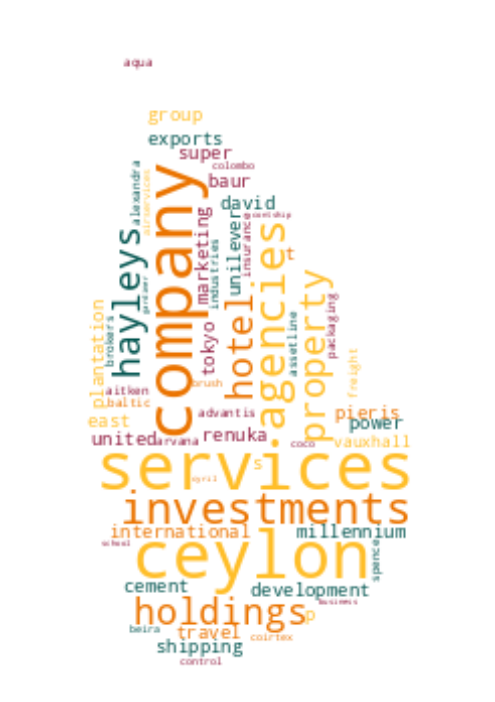 aqua
group
exports
super
colombo
baur
alexandra
airservices
david
hayleys
company
marketing
industries
unilever
insurance
agencies
t
gardiner
property
packaging
plantation
brokers
tokyo
hotel
assetline
freight
aitken
brush
baltic
advantis
pieris
east
power
united
arvana
renuka
coco
vauxhall
services
s
cyril
investments
international
millennium
school
ceylon
spence
cement
development
holdings
p
business
beira
travel
coirtex
shipping
control